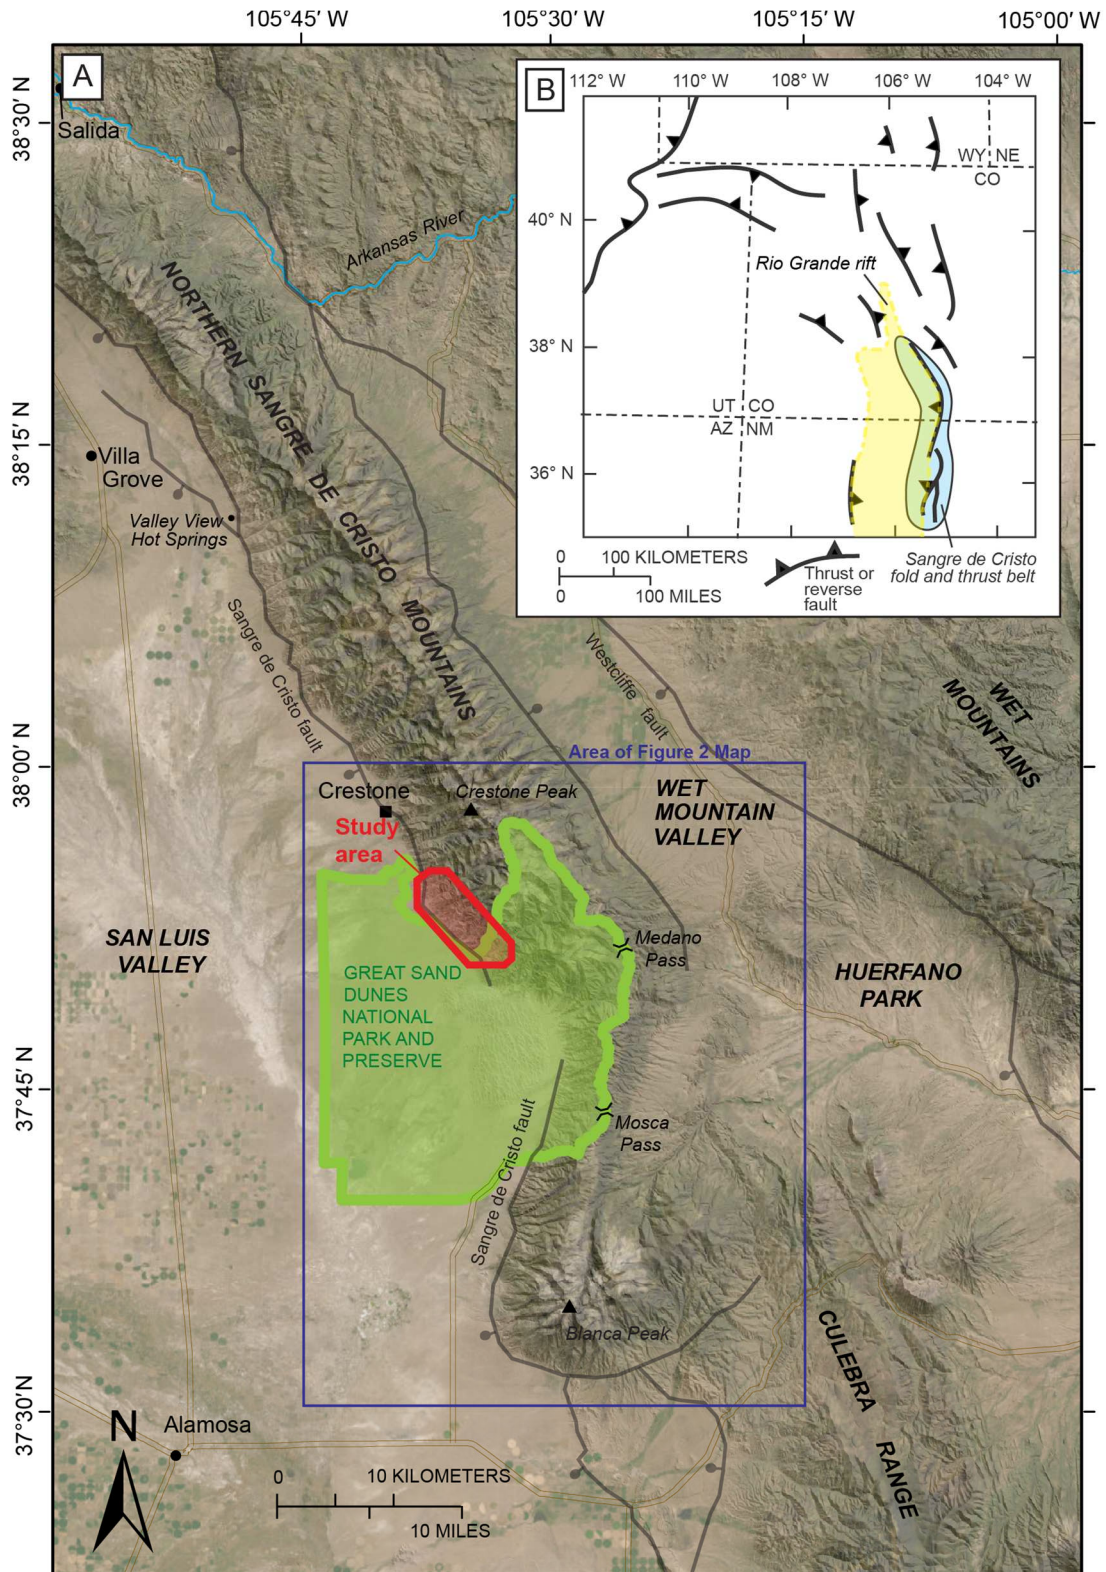 105°45' W
105°30' W
105°15' W
105°00' W
38°30' N
38°15' N
38°00' N
37°45' N
37°30' N
A
Salida
Arkansas River
NORTHERN SANGRE DE CRISTO MOUNTAINS
Villa
Grove
Valley View
Hot Springs
Sangre de Cristo fault
B
112° W
110° W
108° W
106° W
104° W
40° N
38° N
36° N
WY NE
CO
Rio Grande rift
UT CO
AZ NM
0 100 KILOMETERS
0 100 MILES
Thrust or
reverse
fault
Sangre de Cristo
fold and thrust belt
Westcliffe fault
WET
MOUNTAINS
Area of Figure 2 Map
Crestone
Crestone Peak
WET
MOUNTAIN
VALLEY
Study
area
SAN LUIS
VALLEY
Medano
Pass
HUERFANO
PARK
GREAT SAND
DUNES
NATIONAL
PARK AND
PRESERVE
Mosca
Pass
Sangre de Cristo fault
Blanca Peak
CULEBRA
RANGE
N
Alamosa
0 10 KILOMETERS
10 MILES